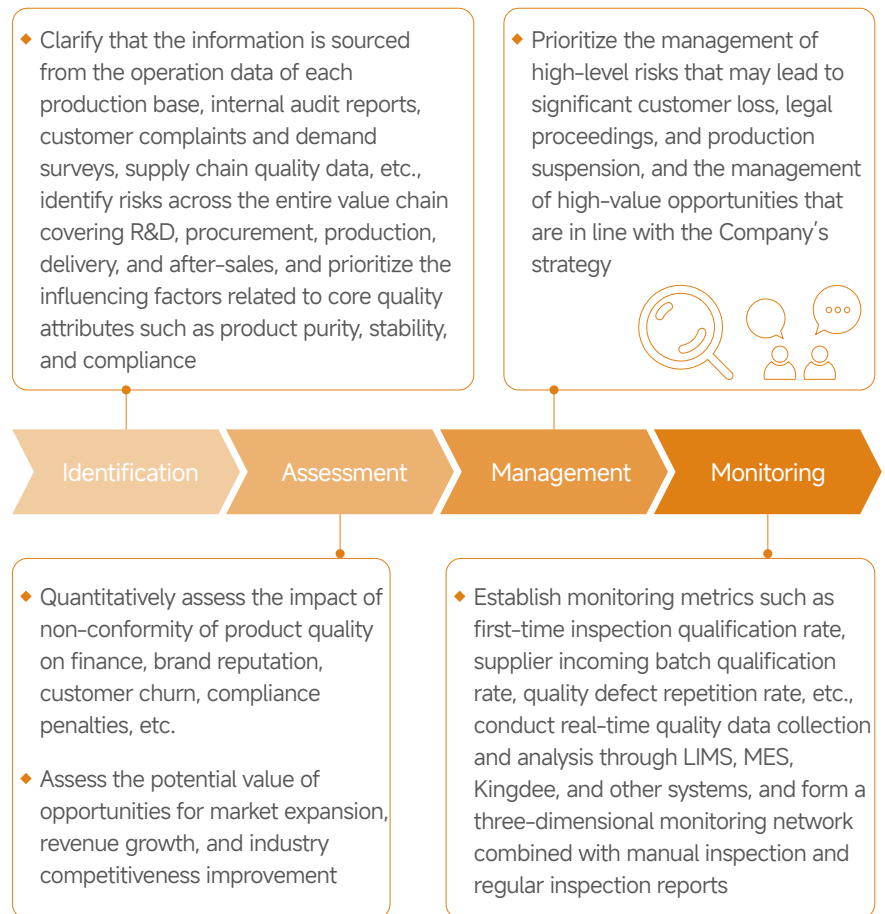 Clarify that the information is sourced
from the operation data of each
production base, internal audit reports,
customer complaints and demand
surveys, supply chain quality data, etc.,
identify risks across the entire value chain
covering R&D, procurement, production,
delivery, and after-sales, and prioritize the
influencing factors related to core quality
attributes such as product purity, stability,
and compliance
Prioritize the management of
high-level risks that may lead to
significant customer loss, legal
proceedings, and production
suspension, and the management
of high-value opportunities that
are in line with the Company's
strategy
Identification
Assessment
Management
Monitoring
Quantitatively assess the impact of
non-conformity of product quality
on finance, brand reputation,
customer churn, compliance
penalties, etc.
Assess the potential value of
opportunities for market expansion,
revenue growth, and industry
competitiveness improvement
Establish monitoring metrics such as
first-time inspection qualification rate,
supplier incoming batch qualification
rate, quality defect repetition rate, etc.,
conduct real-time quality data collection
and analysis through LIMS, MES,
Kingdee, and other systems, and form a
three-dimensional monitoring network
combined with manual inspection and
regular inspection reports